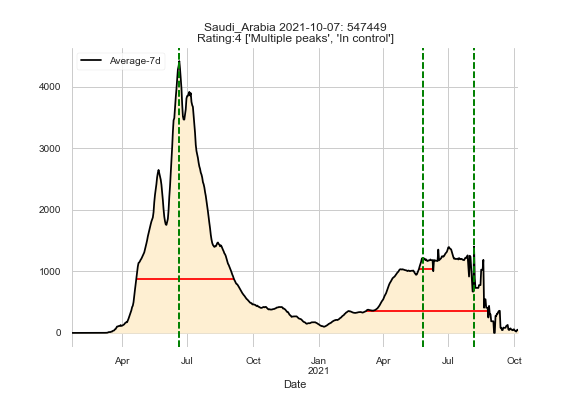 Saudi_Arabia 2021-10-07: 547449
Rating:4 ['Multiple peaks', 'In control']
Average-7d
4000
3000
2000
1000
0
Apr Jul Oct Jan Apr Jul Oct
2021
Date